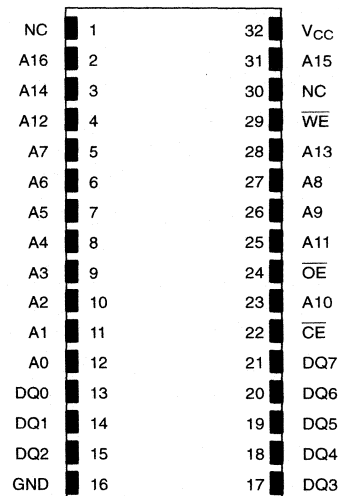 NC 1 32 VCC
A16 2 31 A15
A14 3 30 NC
A12 4 29 W̅E̅
A7 5 28 A13
A6 6 27 A8
A5 7 26 A9
A4 8 25 A11
A3 9 24 O̅E̅
A2 10 23 A10
A1 11 22 C̅E̅
A0 12 21 DQ7
DQ0 13 20 DQ6
DQ1 14 19 DQ5
DQ2 15 18 DQ4
GND 16 17 DQ3